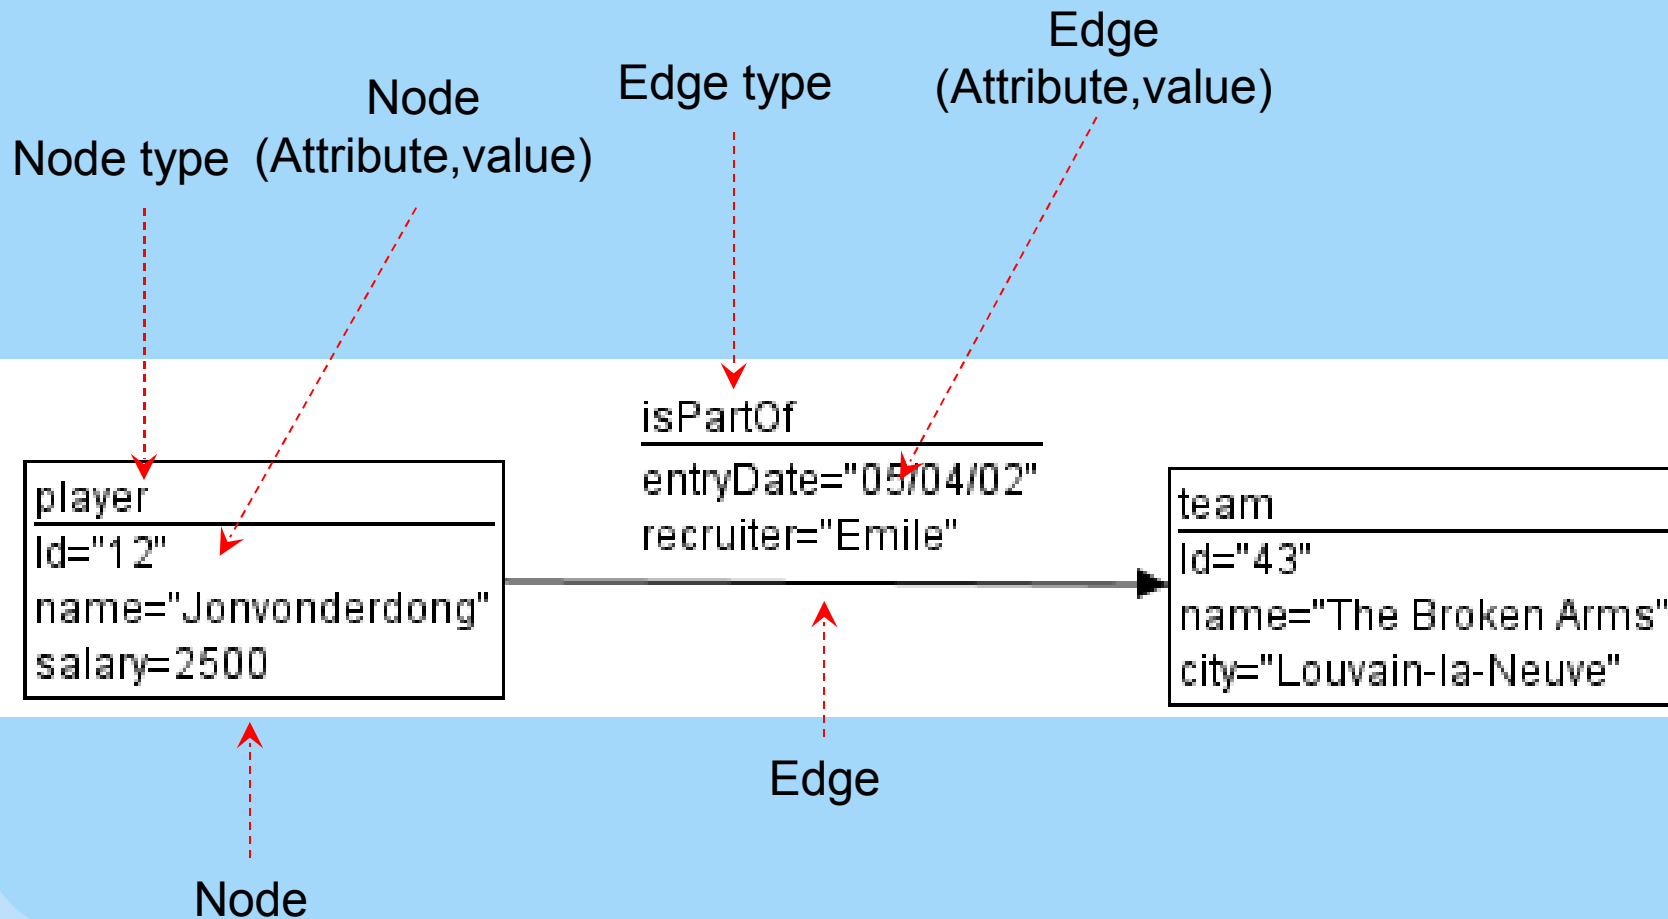 Edge
Edge type
(Attribute,value)
Node
Node type
(Attribute,value)
isPartOf
entryDate="05/04/02"
recruiter="Emile"
player
Id="12"
name="Jonvonderdong"
salary=2500
team
Id="43"
name="The Broken Arms"
city="Louvain-la-Neuve"
Edge
Node